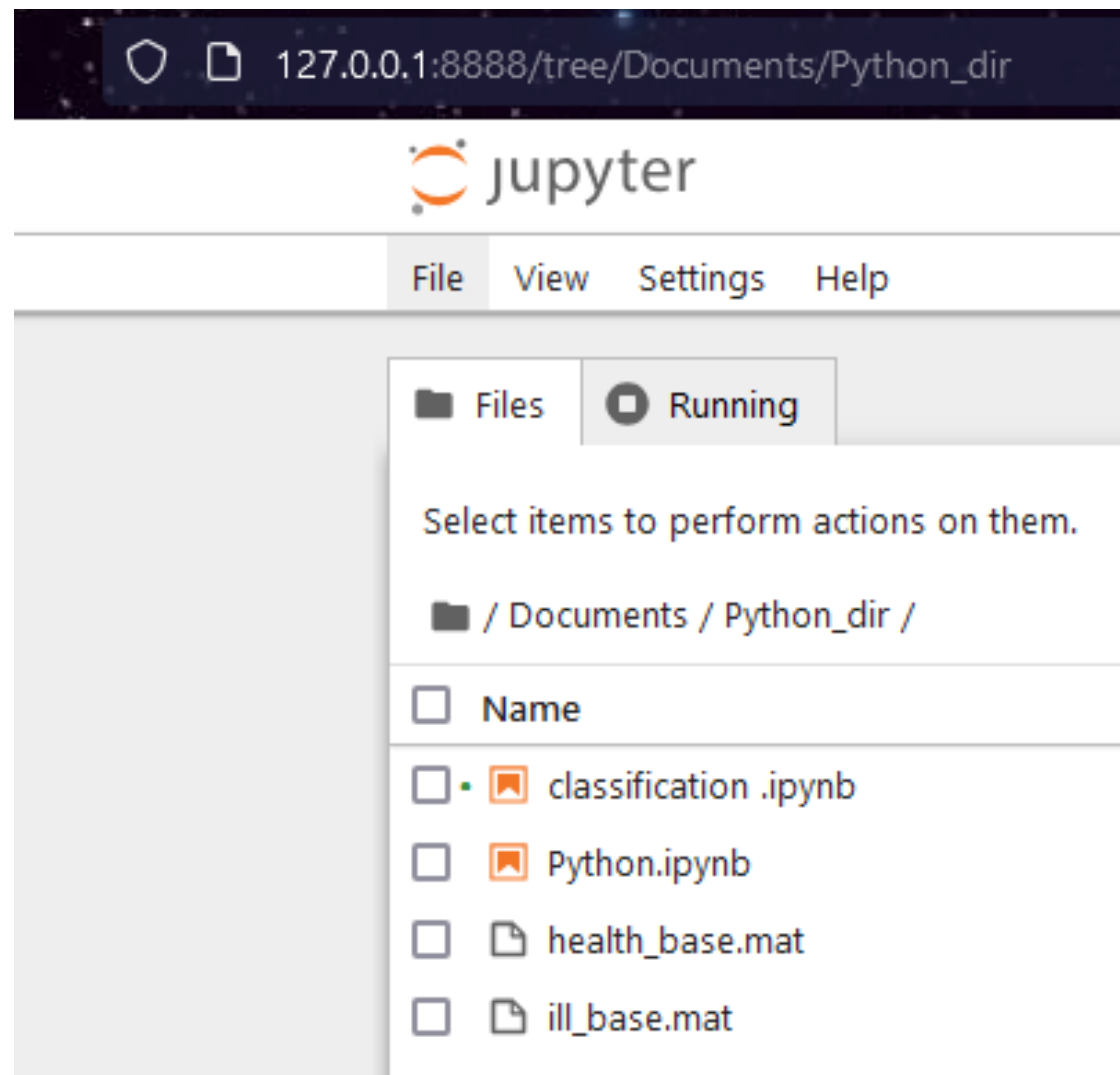 127.0.0.1:8888/tree/Documents/Python_dir
jupyter
File View Settings Help
Files Running
Select items to perform actions on them.
/ Documents / Python_dir /
Name
classification .ipynb
Python.ipynb
health_base.mat
ill_base.mat